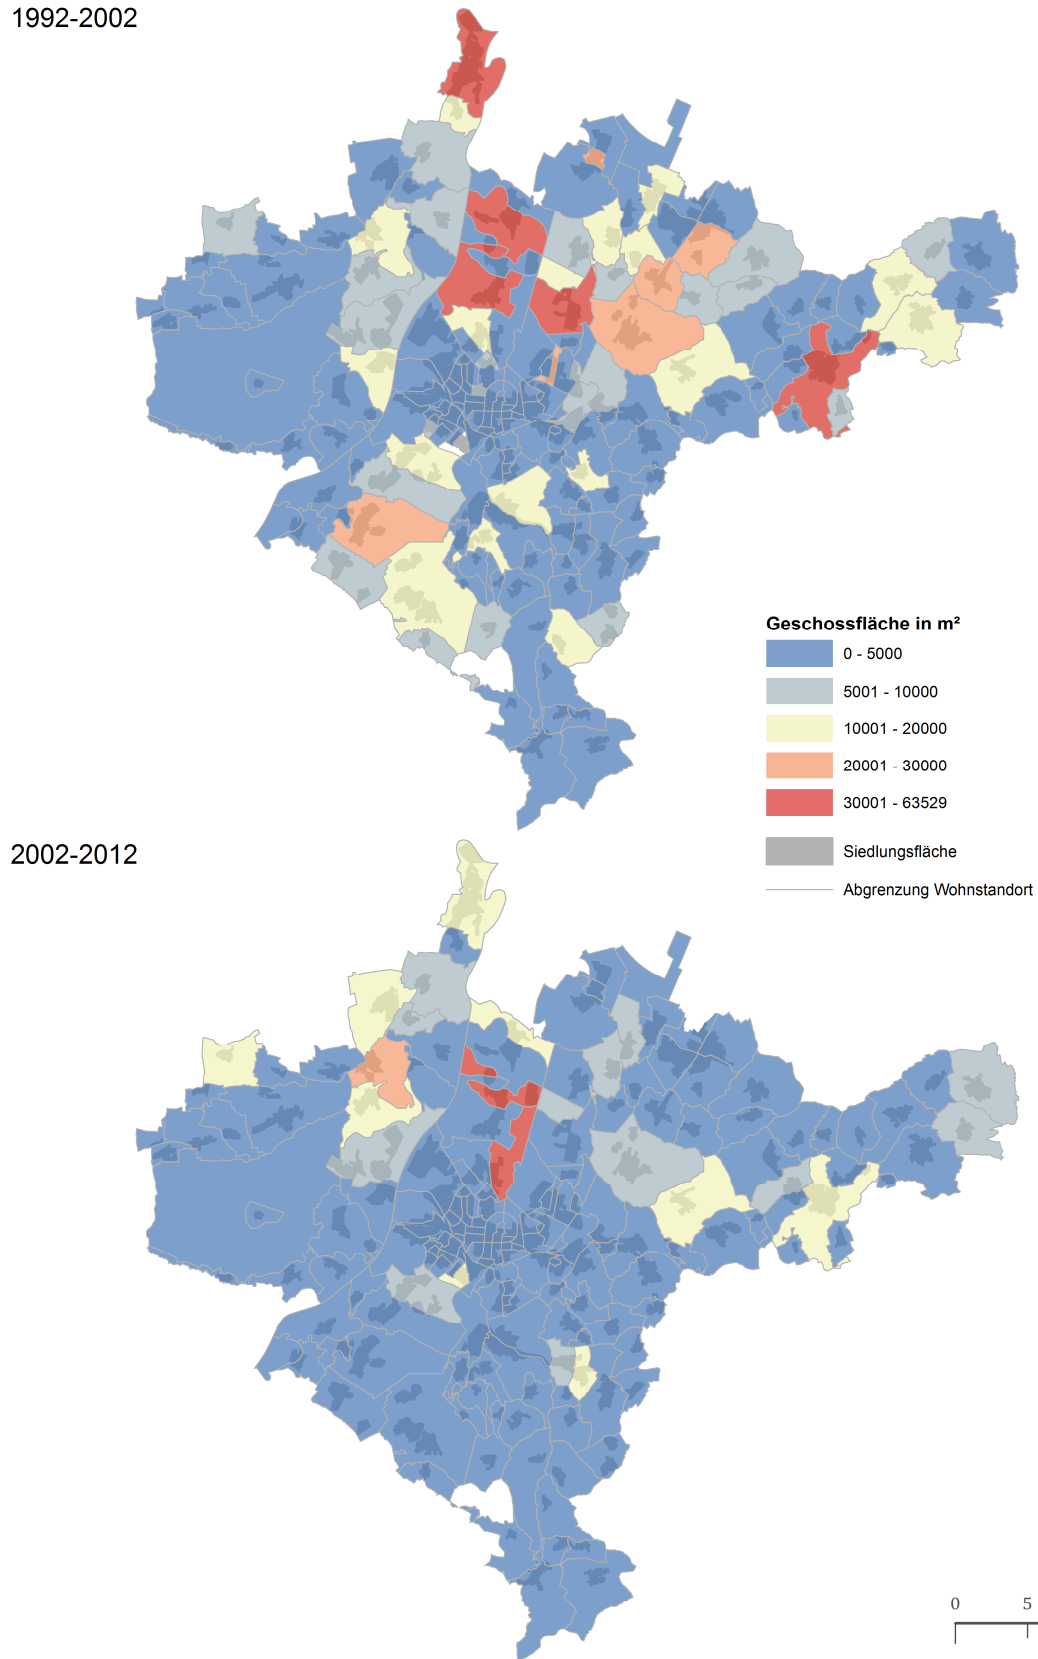 1992-2002
Geschossfläche in m²
0 - 5000
5001 - 10000
10001 - 20000
20001 - 30000
30001 - 63529
Siedlungsfläche
Abgrenzung Wohnstandort
2002-2012
0 5